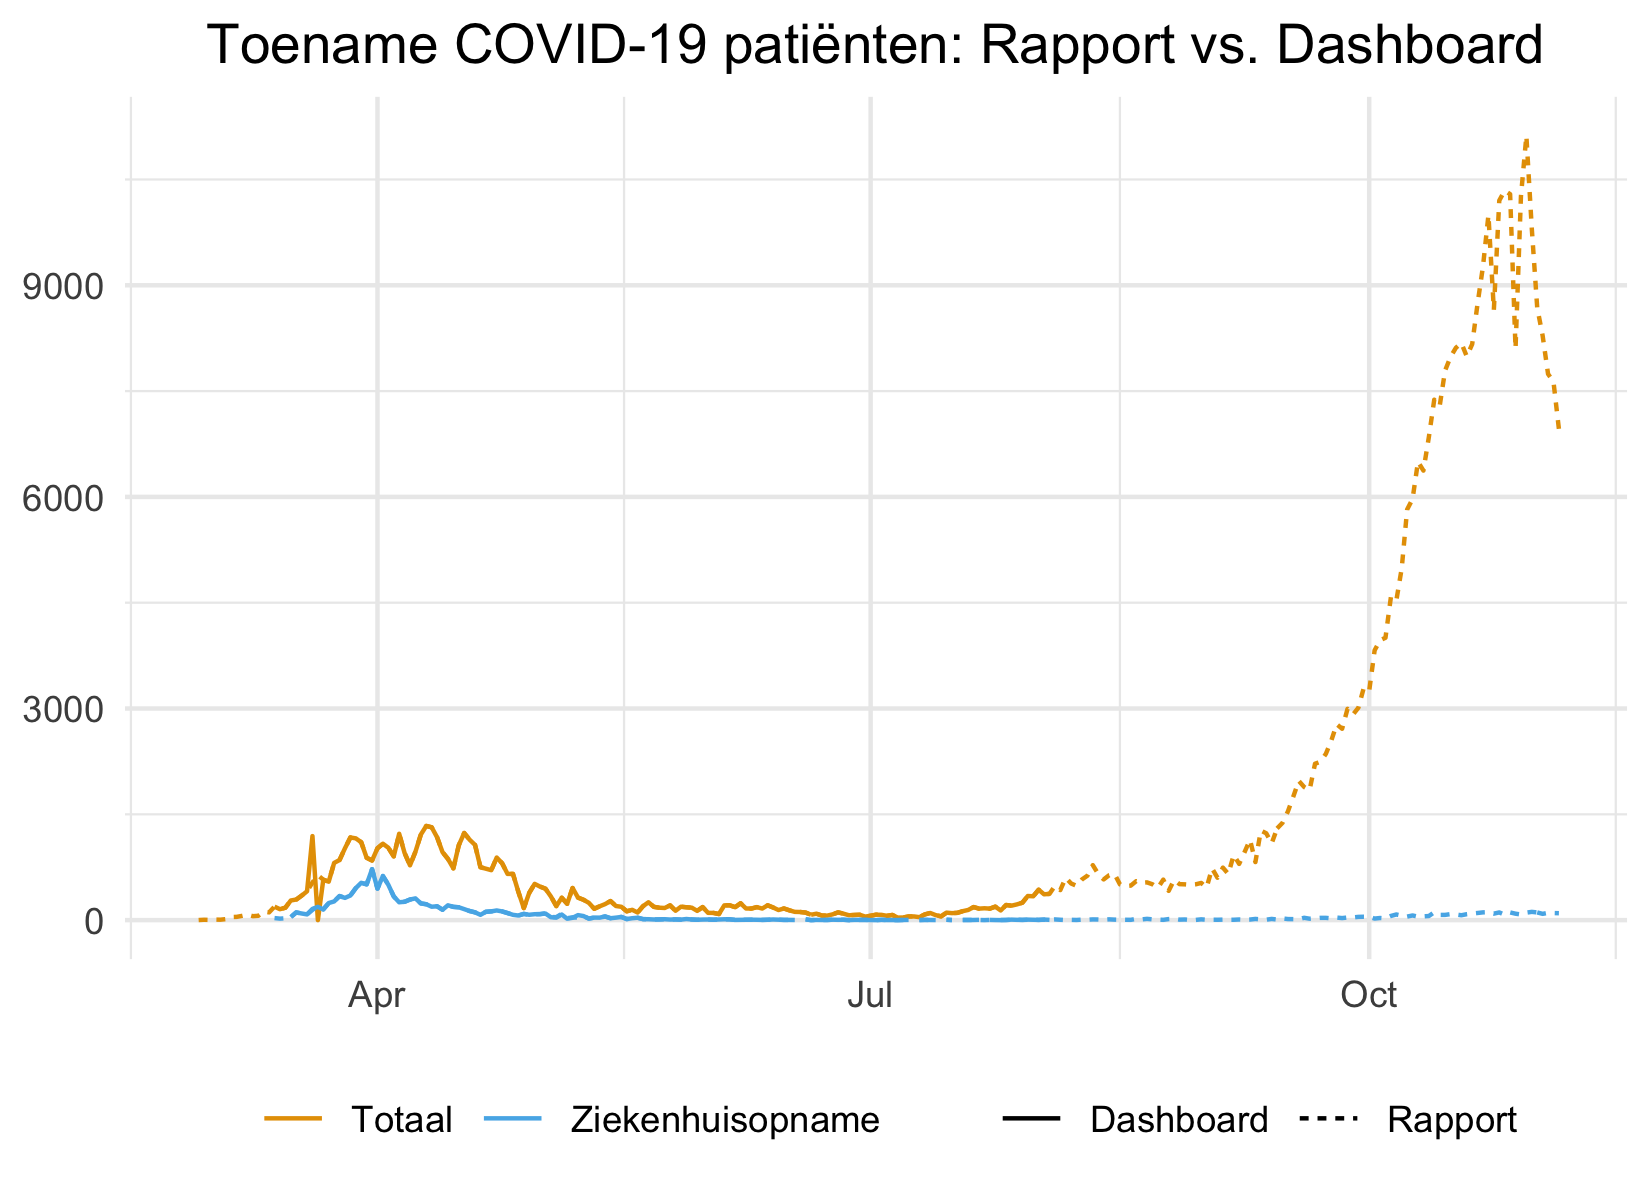 Toename COVID-19 patiënten: Rapport vs. Dashboard
9000
6000
3000
0
Apr Jul Oct
Totaal Ziekenhuisopname Dashboard Rapport